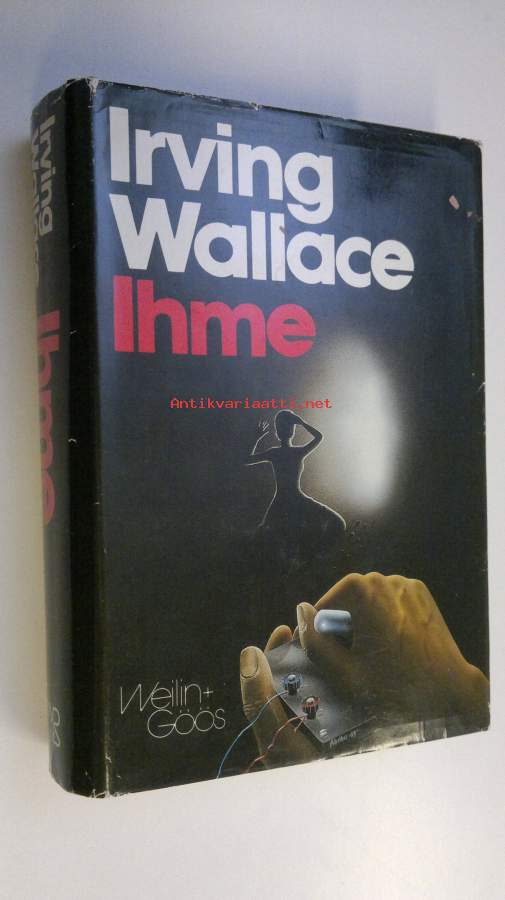 Irving
Wallace
Ihme
Antikvariaatti.net
Weilin+
Göös
Irving
Wallace
Ihme